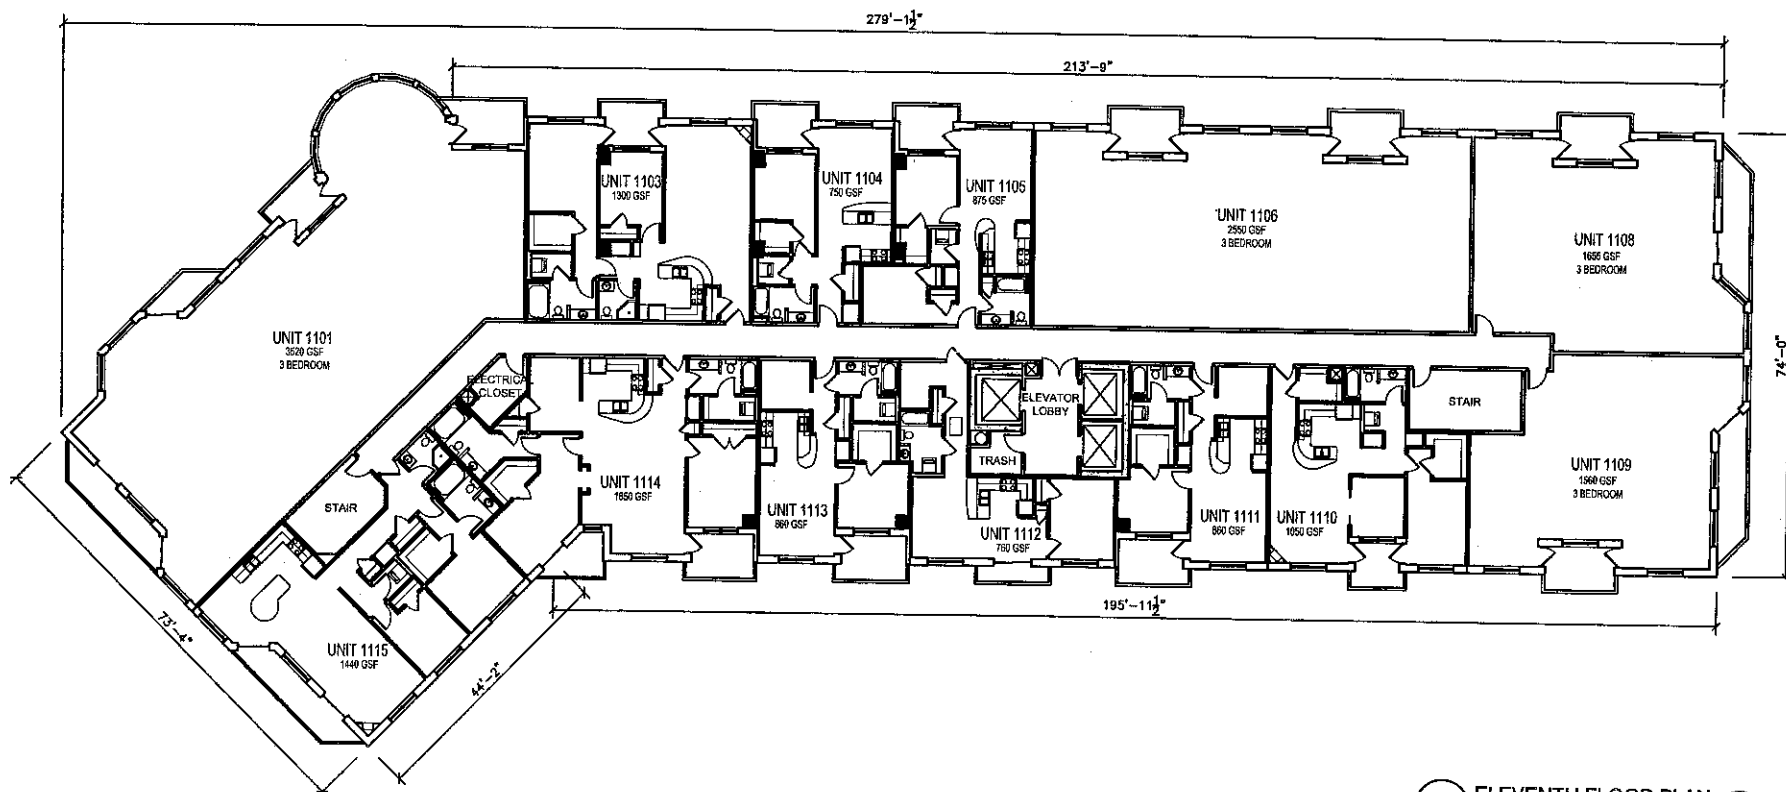 279'-1 1/2"
213'-9"
UNIT 1103
1300 GSF
UNIT 1104
750 GSF
UNIT 1105
875 GSF
UNIT 1106
2550 GSF
3 BEDROOM
UNIT 1108
1655 GSF
3 BEDROOM
UNIT 1101
3520 GSF
3 BEDROOM
74'-0"
ELECTRICAL
CLOSET
ELEVATOR
LOBBY
STAIR
TRASH
STAIR
UNIT 1114
1650 GSF
UNIT 1113
860 GSF
UNIT 1112
760 GSF
UNIT 1111
860 GSF
UNIT 1110
1050 GSF
UNIT 1109
1560 GSF
3 BEDROOM
195'-11 1/2"
73'-4"
UNIT 1115
1440 GSF
44'-2"
ELEVENTH FLOOR PLAN